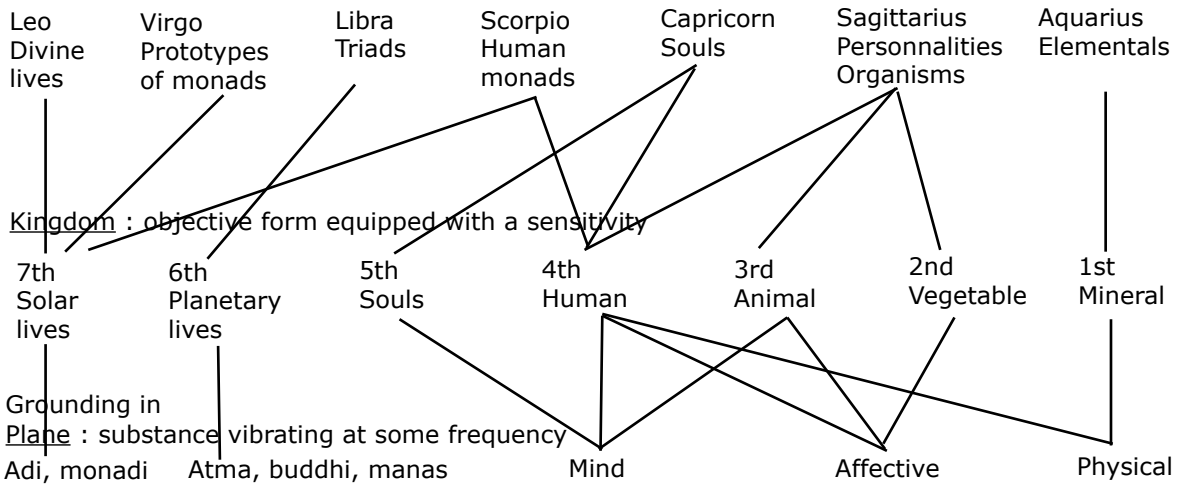 Leo
Divine
lives
Virgo
Prototypes
of monads
Libra
Triads
Scorpio
Human
monads
Capricorn
Souls
Sagittarius
Personnalities
Organisms
Aquarius
Elementals
Kingdom : objective form equipped with a sensitivity
7th
Solar
lives
6th
Planetary
lives
5th
Souls
4th
Human
3rd
Animal
2nd
Vegetable
1st
Mineral
Grounding in
Plane : substance vibrating at some frequency
Adi, monadi
Atma, buddhi, manas
Mind
Affective
Physical